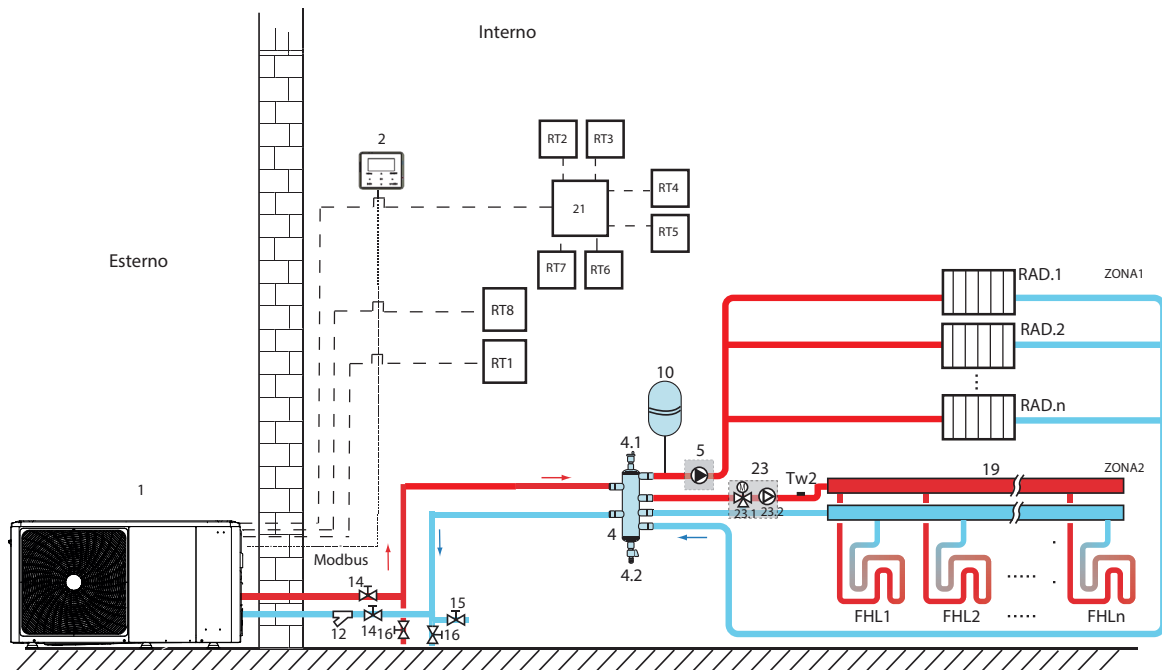 Interno
Esterno
2
RT2
RT3
RT4
21
RT5
RT7
RT6
RT8
RT1
RAD.1
ZONA1
RAD.2
RAD.n
10
4.1
5
23
Tw2
19
ZONA2
M
23.1
23.2
4
4.2
1
Modbus
14
12
14
16
16
15
FHL1
FHL2
FHLn